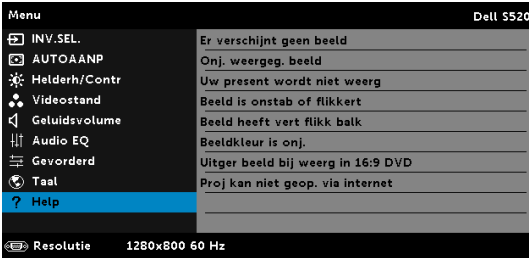 Menu Dell S520
INV.SEL.
AUTOAANP
Helderh/Contr
Videostand
Geluidsvolume
Audio EQ
Gevorderd
Taal
? Help
Er verschijnt geen beeld
Onj. weergeg. beeld
Uw present wordt niet weerg
Beeld is onstab of flikkert
Beeld heeft vert flikk balk
Beeldkleur is onj.
Uitger beeld bij weerg in 16:9 DVD
Proj kan niet geop. via internet
Resolutie 1280x800 60 Hz